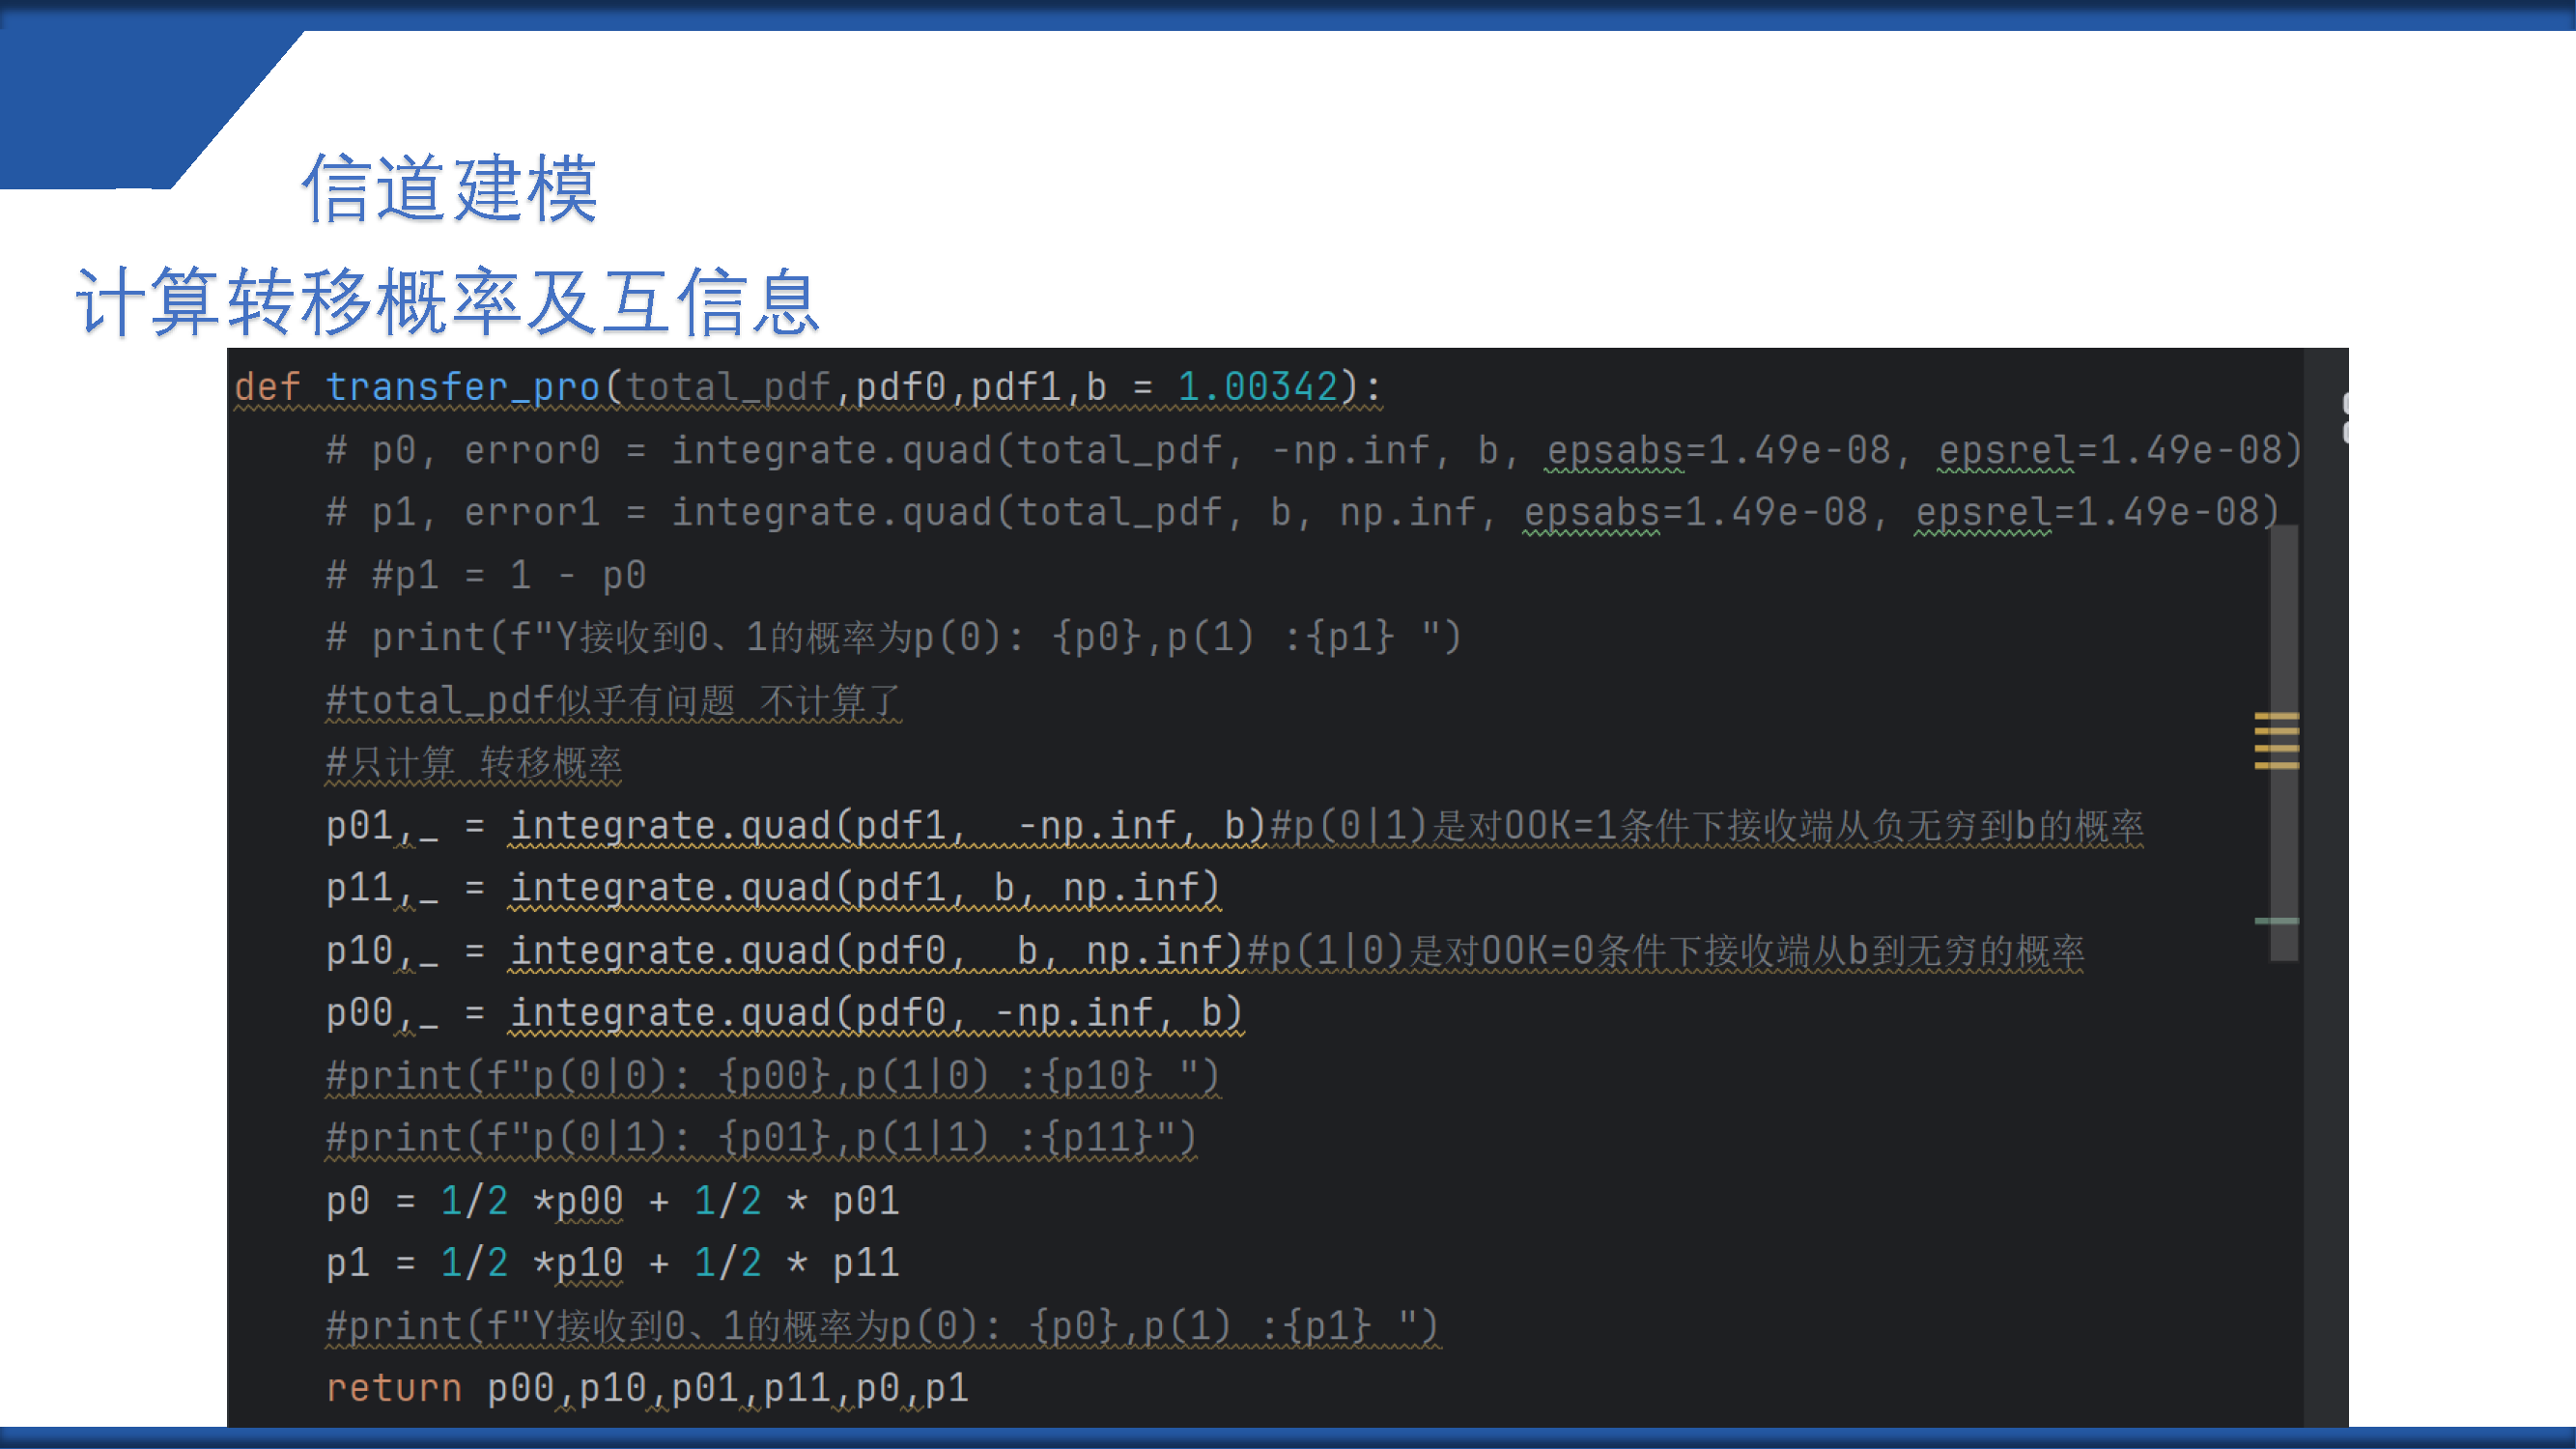 信道建模
计算转移概率及互信息
def transfer_pro(total_pdf,pdf0,pdf1,b = 1.00342):
# p0, error0 = integrate.quad(total_pdf, -np.inf, b, epsabs=1.49e-08, epsrel=1.49e-08)
# p1, error1 = integrate.quad(total_pdf, b, np.inf, epsabs=1.49e-08, epsrel=1.49e-08)
# #p1 = 1 - p0
# print(f"Y接收到0、1的概率为p(0): {p0},p(1) :{p1} ")
#total_pdf似乎有问题 不计算了
#只计算 转移概率
p01,_ = integrate.quad(pdf1,  -np.inf, b)#p(0|1)是对OOK=1条件下接收端从负无穷到b的概率
p11,_ = integrate.quad(pdf1, b, np.inf)
p10,_ = integrate.quad(pdf0,  b, np.inf)#p(1|0)是对OOK=0条件下接收端从b到无穷的概率
p00,_ = integrate.quad(pdf0, -np.inf, b)
#print(f"p(0|0): {p00},p(1|0) :{p10} ")
#print(f"p(0|1): {p01},p(1|1) :{p11}")
p0 = 1/2 *p00 + 1/2 * p01
p1 = 1/2 *p10 + 1/2 * p11
#print(f"Y接收到0、1的概率为p(0): {p0},p(1) :{p1} ")
return p00,p10,p01,p11,p0,p1